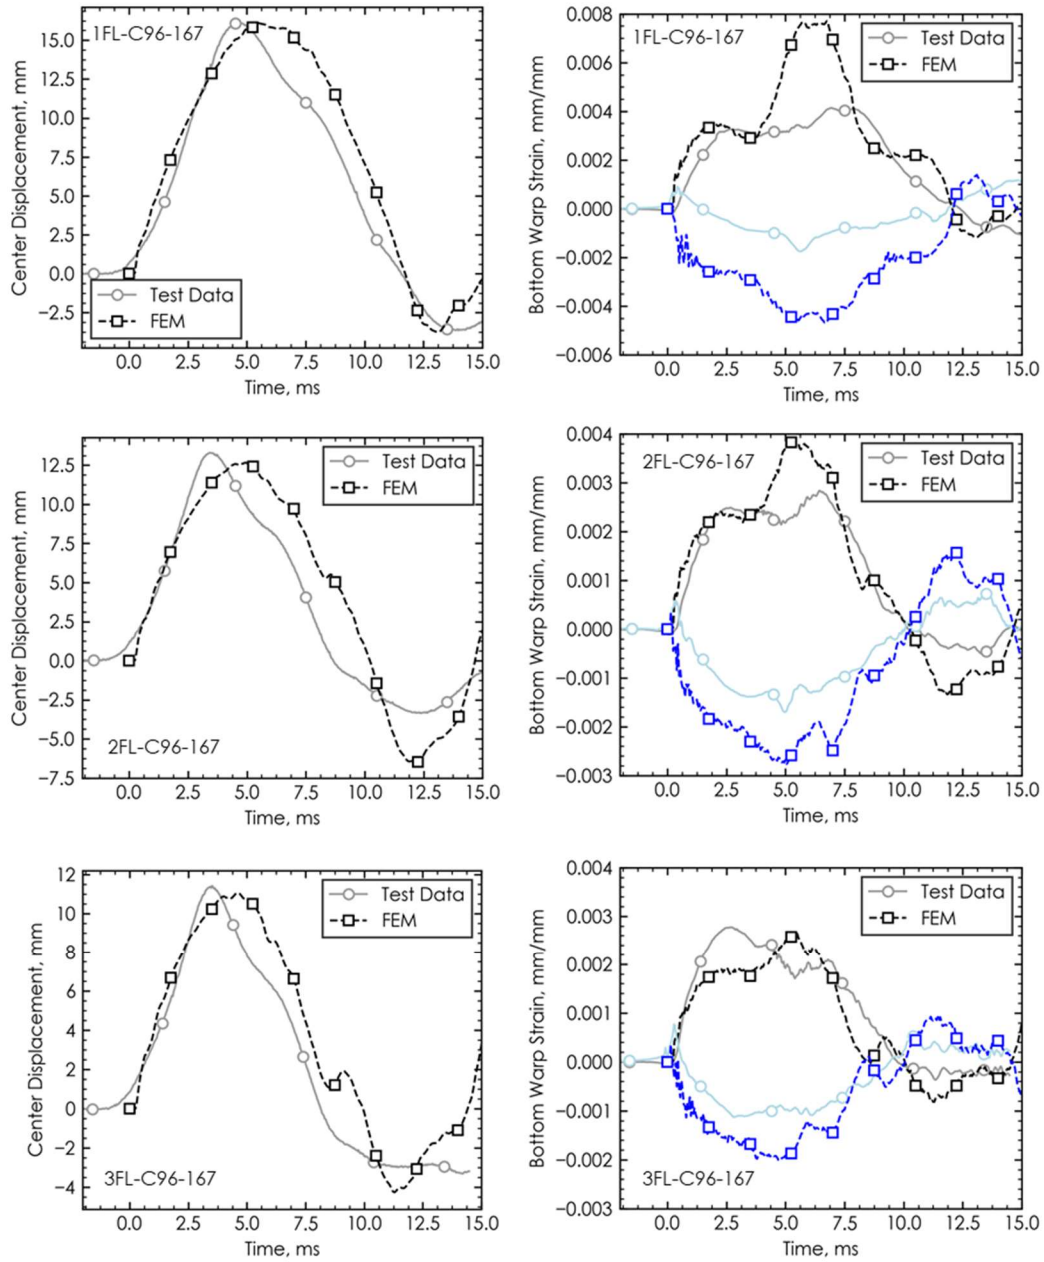 1FL-C96-167
Center Displacement, mm
15.0
12.5
10.0
7.5
5.0
2.5
0.0
−2.5
Test Data
FEM
0.0 2.5 5.0 7.5 10.0 12.5 15.0
Time, ms
1FL-C96-167
Test Data
FEM
Bottom Warp Strain, mm/mm
0.008
0.006
0.004
0.002
0.000
−0.002
−0.004
−0.006
0.0 2.5 5.0 7.5 10.0 12.5 15.0
Time, ms
Test Data
FEM
Center Displacement, mm
12.5
10.0
7.5
5.0
2.5
0.0
−2.5
−5.0
−7.5
2FL-C96-167
0.0 2.5 5.0 7.5 10.0 12.5 15.0
Time, ms
2FL-C96-167
Test Data
FEM
Bottom Warp Strain, mm/mm
0.004
0.003
0.002
0.001
0.000
−0.001
−0.002
−0.003
0.0 2.5 5.0 7.5 10.0 12.5 15.0
Time, ms
Test Data
FEM
Center Displacement, mm
12
10
8
6
4
2
0
−2
−4
3FL-C96-167
0.0 2.5 5.0 7.5 10.0 12.5 15.0
Time, ms
Test Data
FEM
Bottom Warp Strain, mm/mm
0.004
0.003
0.002
0.001
0.000
−0.001
−0.002
−0.003
3FL-C96-167
0.0 2.5 5.0 7.5 10.0 12.5 15.0
Time, ms